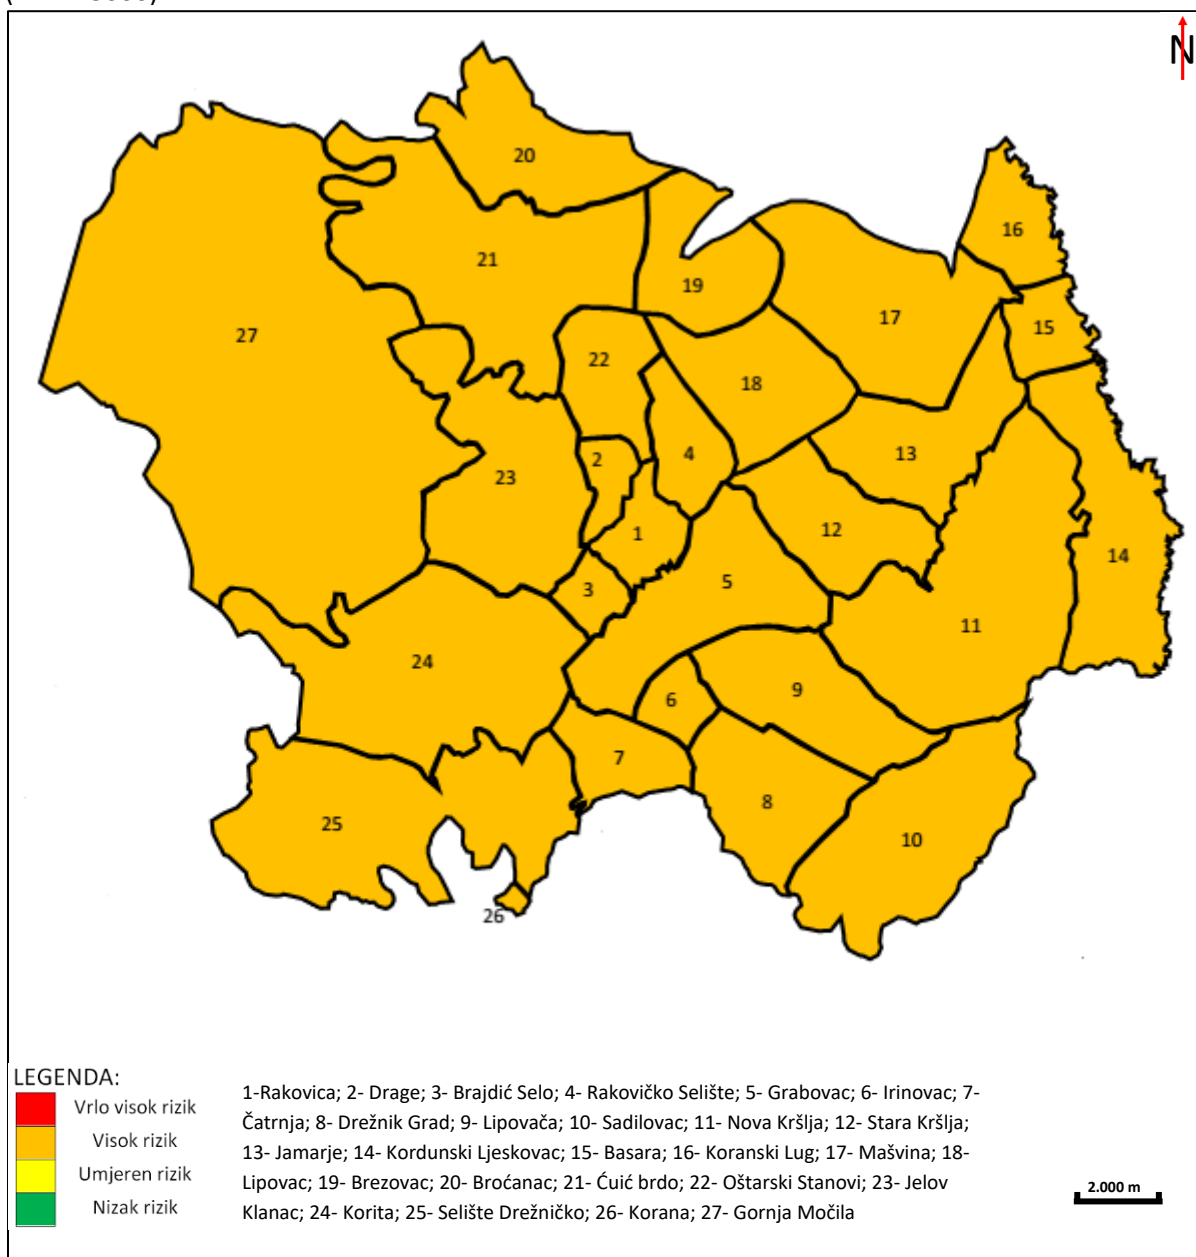 N
20
16
21
19
17
15
27
22
18
13
4
2
23
12
1
14
5
3
11
24
9
6
7
8
25
10
26
LEGENDA:
Vrlo visok rizik
Visok rizik
Umjeren rizik
Nizak rizik
1-Rakovica; 2- Drage; 3- Brajdić Selo; 4- Rakovičko Selište; 5- Grabovac; 6- Irinovac; 7-
Čatrnja; 8- Drežnik Grad; 9- Lipovača; 10- Sadilovac; 11- Nova Kršlja; 12- Stara Kršlja;
13- Jamarje; 14- Kordunski Ljeskovac; 15- Basara; 16- Koranski Lug; 17- Mašvina; 18-
Lipovac; 19- Brezovac; 20- Broćanac; 21- Ćuić brdo; 22- Oštarski Stanovi; 23- Jelov
Klanac; 24- Korita; 25- Selište Drežničko; 26- Korana; 27- Gornja Močila
2.000 m